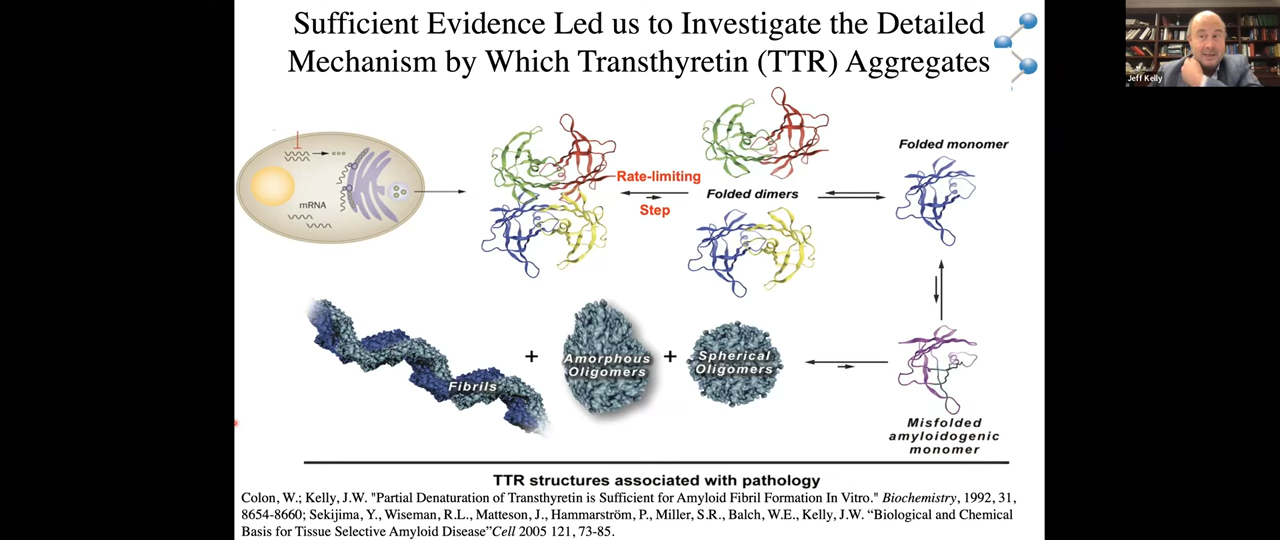 Sufficient Evidence Led us to Investigate the Detailed
Mechanism by Which Transthyretin (TTR) Aggregates
Jeff Kelly
mRNA
Rate-limiting
Step
Folded dimers
Folded monomer
Fibrils
+
Amorphous
Oligomers
+
Spherical
Oligomers
Misfolded
amyloidogenic
monomer
TTR structures associated with pathology
Colon, W.; Kelly, J.W. "Partial Denaturation of Transthyretin is Sufficient for Amyloid Fibril Formation In Vitro." Biochemistry, 1992, 31,
8654-8660; Sekijima, Y., Wiseman, R.L., Matteson, J., Hammarström, P., Miller, S.R., Balch, W.E., Kelly, J.W. “Biological and Chemical
Basis for Tissue Selective Amyloid Disease”Cell 2005 121, 73-85.